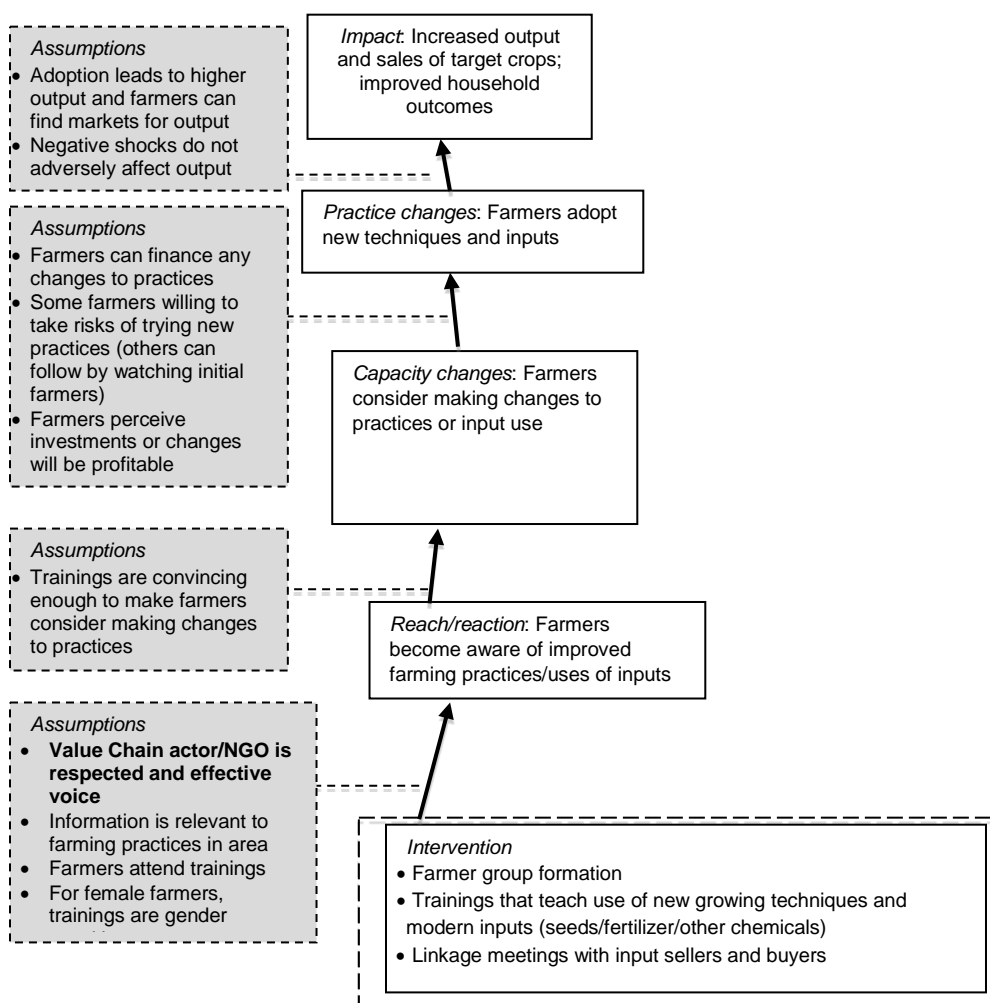 Assumptions
• Adoption leads to higher
output and farmers can
find markets for output
• Negative shocks do not
adversely affect output
Impact: Increased output
and sales of target crops;
improved household
outcomes
Assumptions
• Farmers can finance any
changes to practices
• Some farmers willing to
take risks of trying new
practices (others can
follow by watching initial
farmers)
• Farmers perceive
investments or changes
will be profitable
Practice changes: Farmers adopt
new techniques and inputs
Capacity changes: Farmers
consider making changes to
practices or input use
Assumptions
• Trainings are convincing
enough to make farmers
consider making changes
to practices
Reach/reaction: Farmers
become aware of improved
farming practices/uses of inputs
Assumptions
• Value Chain actor/NGO is
respected and effective
voice
• Information is relevant to
farming practices in area
• Farmers attend trainings
• For female farmers,
trainings are gender
Intervention
• Farmer group formation
• Trainings that teach use of new growing techniques and
modern inputs (seeds/fertilizer/other chemicals)
• Linkage meetings with input sellers and buyers